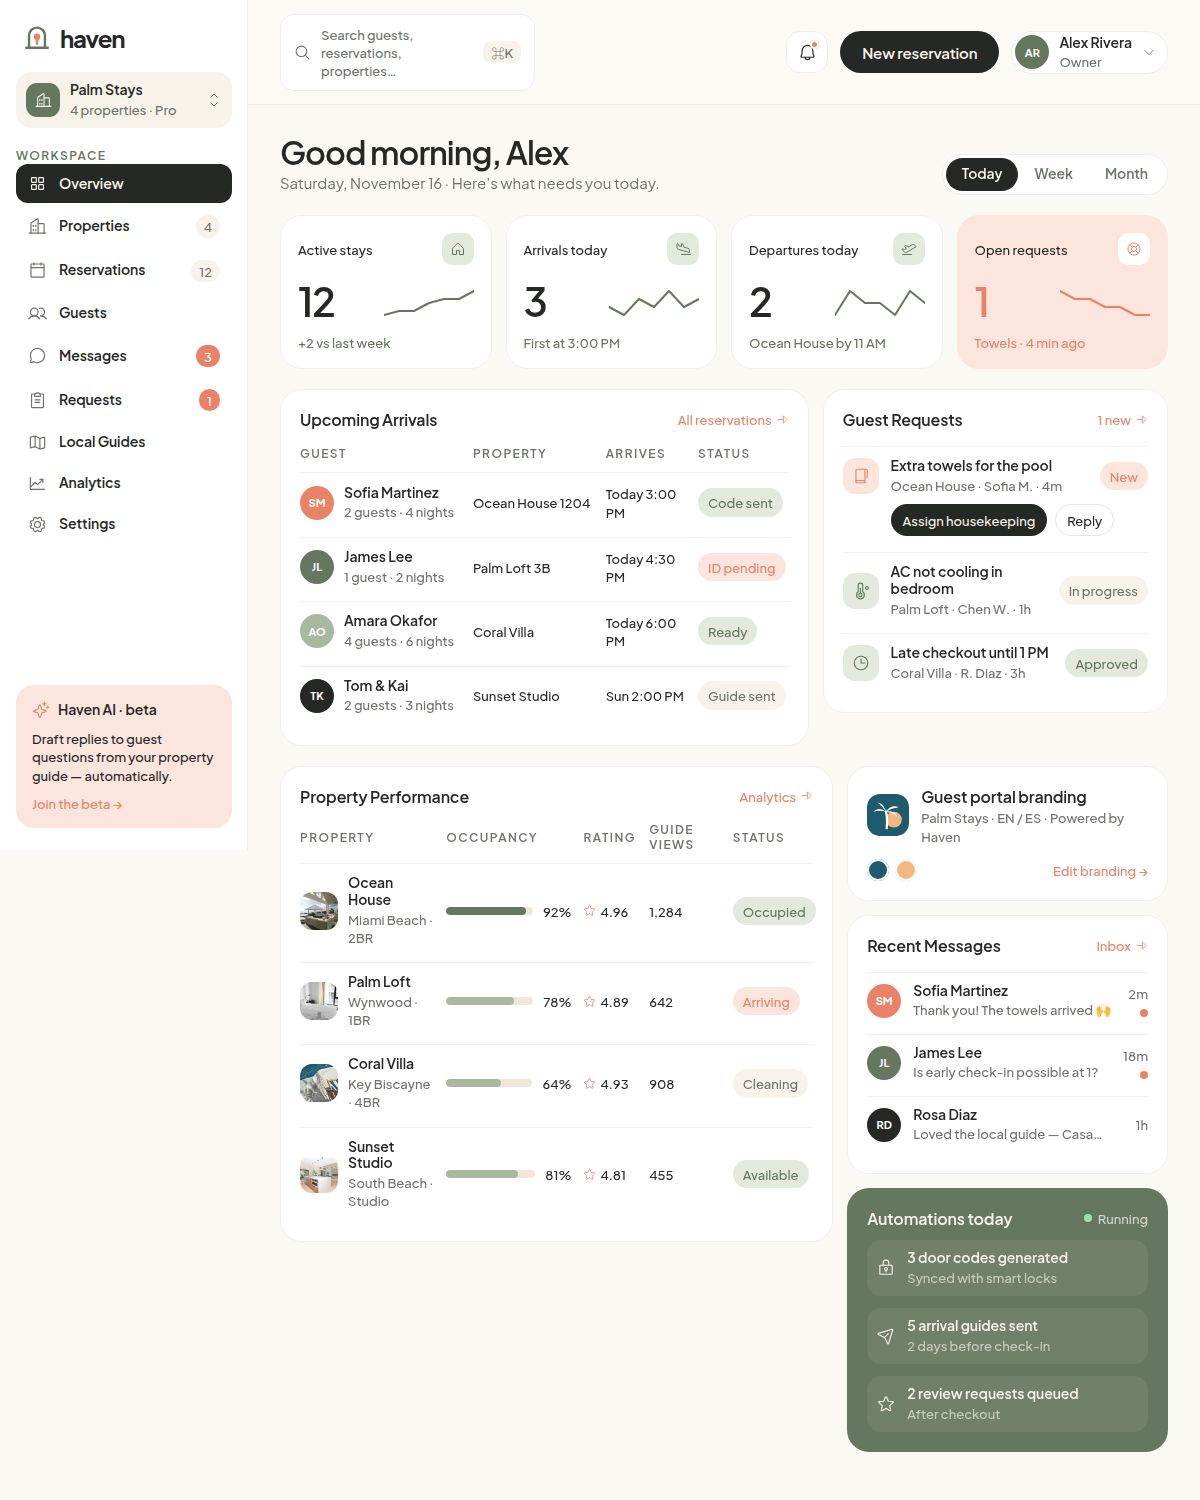 haven
Palm Stays
4 properties · Pro
WORKSPACE
Overview
Properties 4
Reservations 12
Guests
Messages 3
Requests 1
Local Guides
Analytics
Settings
Haven AI · beta
Draft replies to guest
questions from your property
guide — automatically.
Join the beta →
Search guests,
reservations,
properties...
⌘K
New reservation
AR
Alex Rivera
Owner
Good morning, Alex
Saturday, November 16 · Here's what needs you today.
Today Week Month
Active stays
12
+2 vs last week
Arrivals today
3
First at 3:00 PM
Departures today
2
Ocean House by 11 AM
Open requests
1
Towels · 4 min ago
Upcoming Arrivals All reservations
GUEST PROPERTY ARRIVES STATUS
SM
Sofia Martinez
2 guests · 4 nights
Ocean House 1204
Today 3:00
PM
Code sent
JL
James Lee
1 guest · 2 nights
Palm Loft 3B
Today 4:30
PM
ID pending
AO
Amara Okafor
4 guests · 6 nights
Coral Villa
Today 6:00
PM
Ready
TK
Tom & Kai
2 guests · 3 nights
Sunset Studio
Sun 2:00 PM
Guide sent
Guest Requests 1 new
Extra towels for the pool
Ocean House · Sofia M. · 4m
New
Assign housekeeping Reply
AC not cooling in
bedroom
Palm Loft · Chen W. · 1h
In progress
Late checkout until 1 PM
Coral Villa · R. Diaz · 3h
Approved
Property Performance Analytics
PROPERTY OCCUPANCY RATING GUIDE
VIEWS STATUS
Ocean
House
Miami Beach ·
2BR
92% 4.96 1,284 Occupied
Palm Loft
Wynwood ·
1BR
78% 4.89 642 Arriving
Coral Villa
Key Biscayne
· 4BR
64% 4.93 908 Cleaning
Sunset
Studio
South Beach ·
Studio
81% 4.81 455 Available
Guest portal branding
Palm Stays · EN / ES · Powered by
Haven
Edit branding →
Recent Messages Inbox
SM
Sofia Martinez
Thank you! The towels arrived 🙌
2m
JL
James Lee
Is early check-in possible at 1?
18m
RD
Rosa Diaz
Loved the local guide — Casa...
1h
Automations today Running
3 door codes generated
Synced with smart locks
5 arrival guides sent
2 days before check-in
2 review requests queued
After checkout